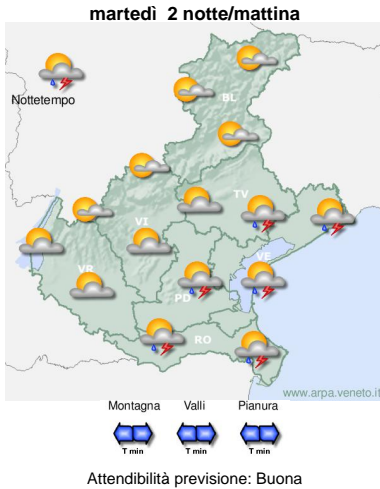 martedì 2 notte/mattina
Nottetempo
BL
TV
VI
VE
VR
PD
RO
www.arpa.veneto.it
Montagna Valli Pianura
T min T min T min
Attendibilità previsione: Buona